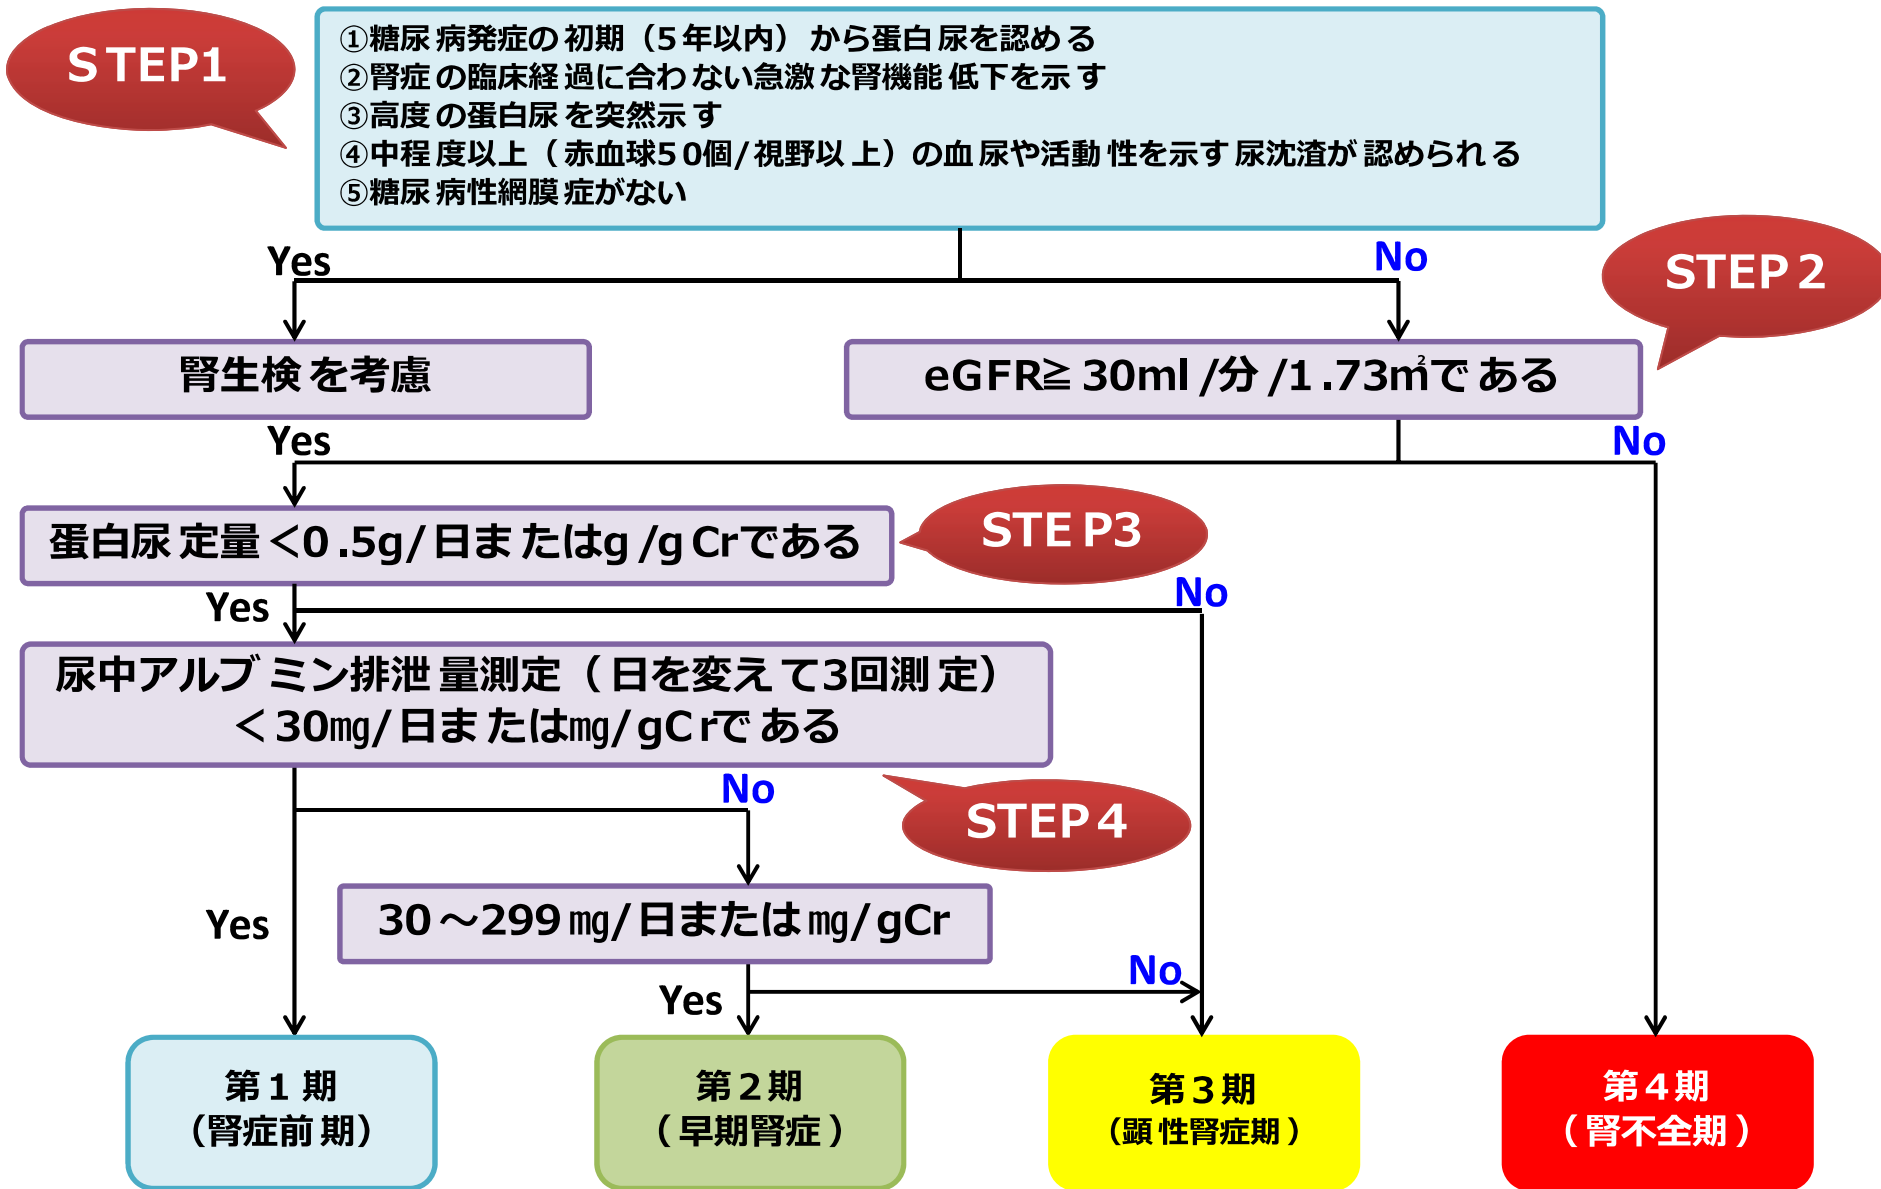 STEP1
①糖尿病発症の初期（5年以内）から蛋白尿を認める
②腎症の臨床経過に合わない急激な腎機能低下を示す
③高度の蛋白尿を突然示す
④中程度以上（赤血球50個/視野以上）の血尿や活動性を示す尿沈渣が認められる
⑤糖尿病性網膜症がない
Yes
No
STEP2
腎生検を考慮
eGFR≧30ml/分/1.73㎡である
Yes
No
蛋白尿定量＜0.5g/日またはg/gCrである
STEP3
Yes
No
尿中アルブミン排泄量測定（日を変えて3回測定）
＜30㎎/日または㎎/gCrである
No
STEP4
Yes
30～299㎎/日または㎎/gCr
No
Yes
第1期
（腎症前期）
第2期
（早期腎症）
第3期
（顕性腎症期）
第4期
（腎不全期）